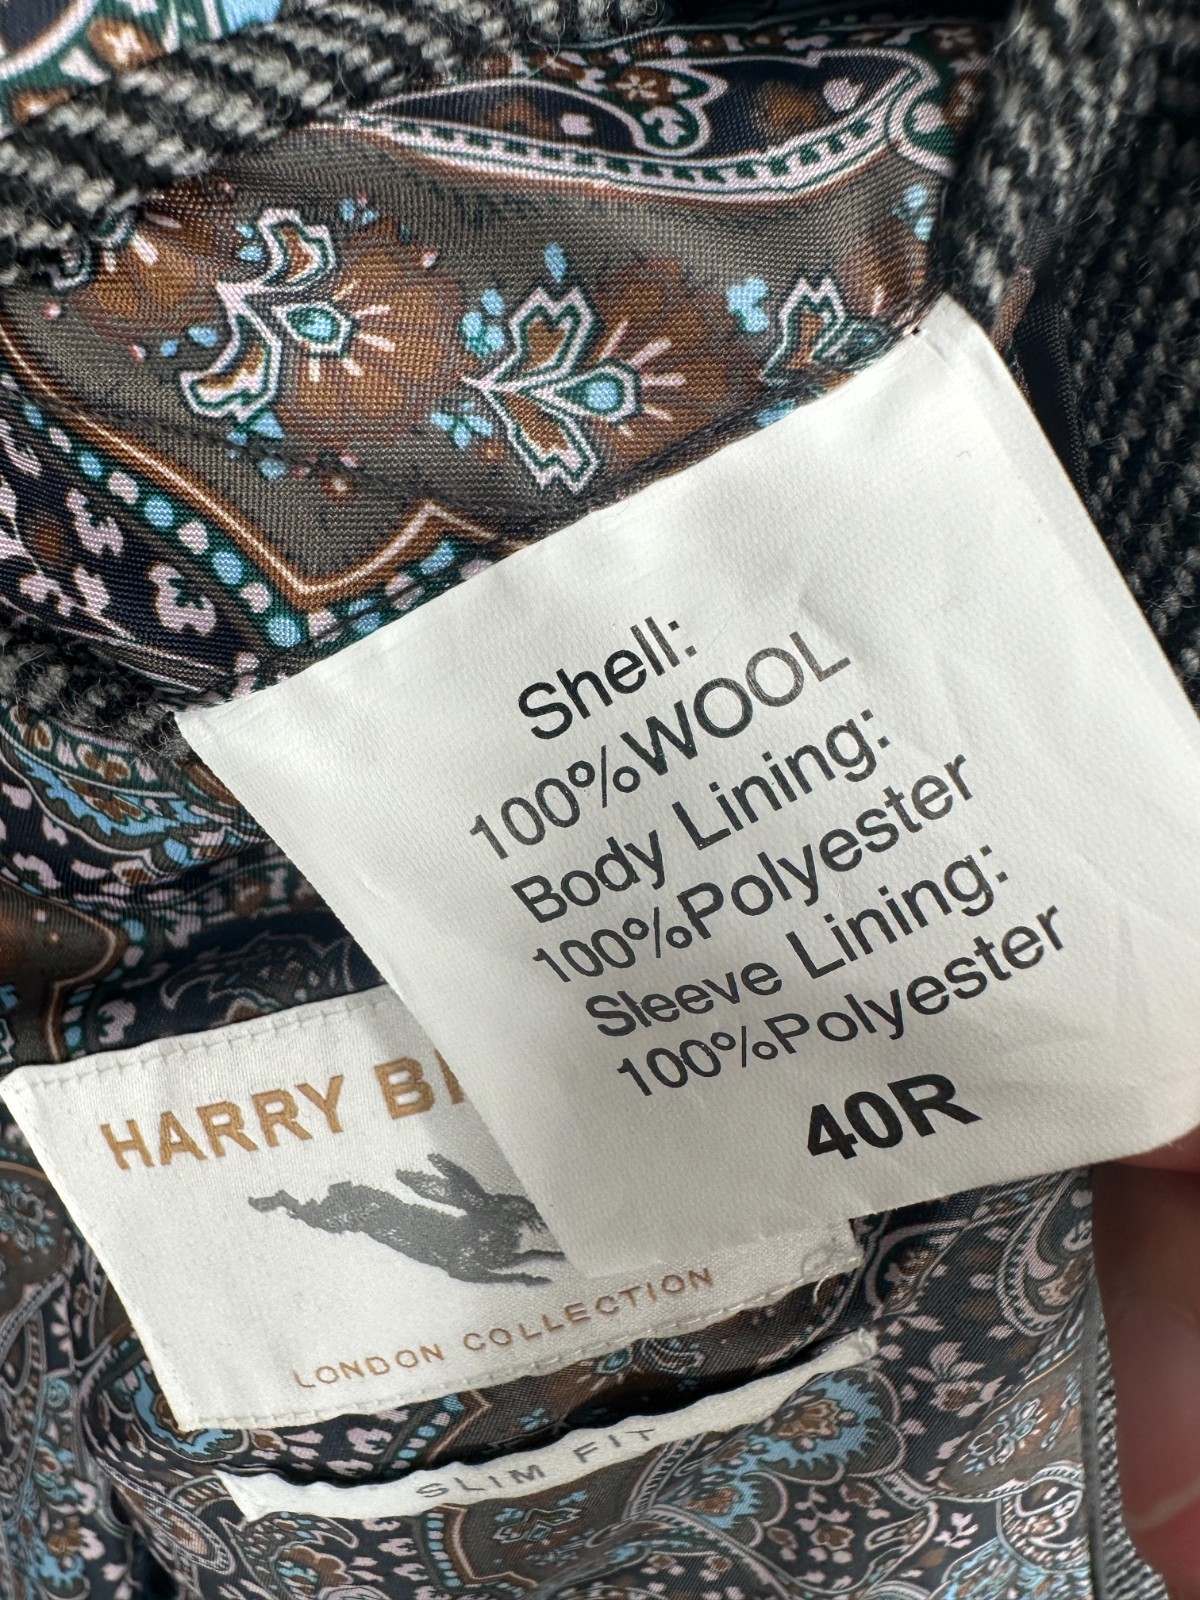 Shell:
100%WOOL
Body Lining:
100%Polyester
Sleeve Lining:
100%Polyester
40R
HARRY
LONDON COLLECTION
SLIM FIT